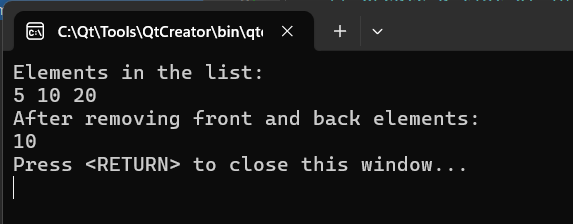 C:\Qt\Tools\QtCreator\bin\qt
Elements in the list:
5 10 20
After removing front and back elements:
10
Press <RETURN> to close this window...